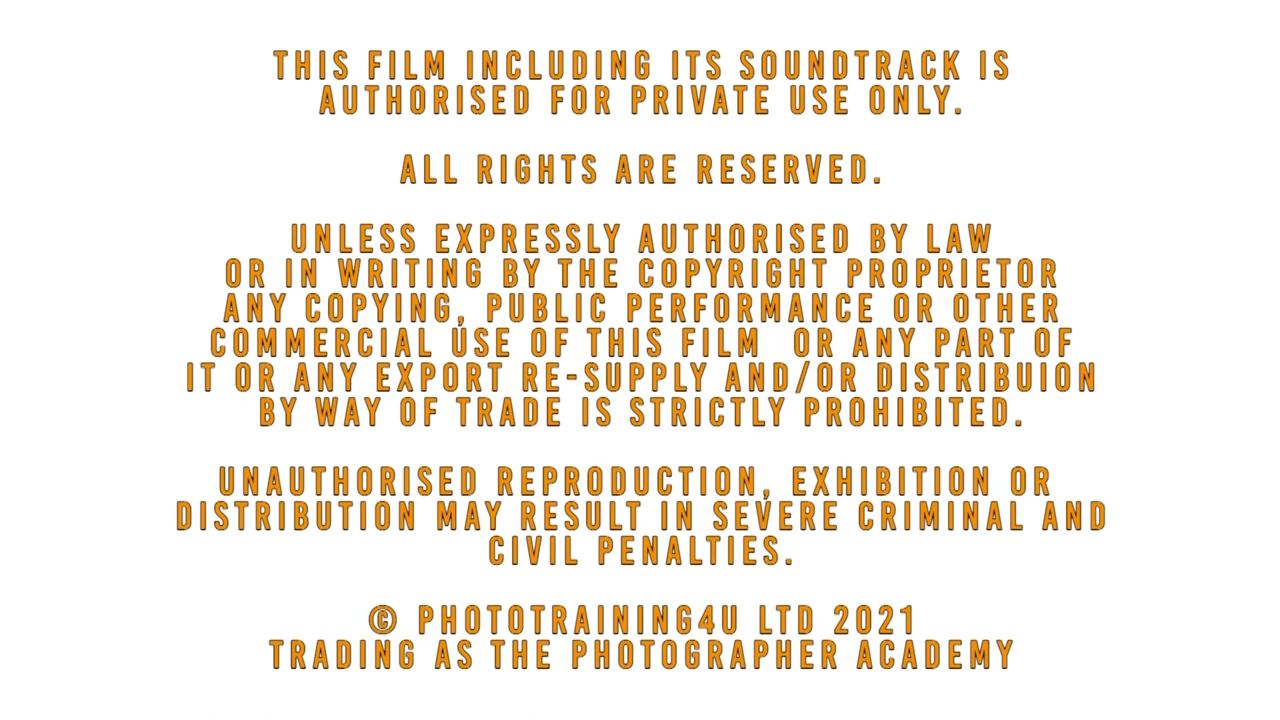 THIS FILM INCLUDING ITS SOUNDTRACK IS
AUTHORISED FOR PRIVATE USE ONLY.
ALL RIGHTS ARE RESERVED.
UNLESS EXPRESSLY AUTHORISED BY LAW
OR IN WRITING BY THE COPYRIGHT PROPRIETOR
ANY COPYING, PUBLIC PERFORMANCE OR OTHER
COMMERCIAL USE OF THIS FILM  OR ANY PART OF
IT OR ANY EXPORT RE-SUPPLY AND/OR DISTRIBUION
BY WAY OF TRADE IS STRICTLY PROHIBITED.
UNAUTHORISED REPRODUCTION, EXHIBITION OR
DISTRIBUTION MAY RESULT IN SEVERE CRIMINAL AND
CIVIL PENALTIES.
© PHOTOTRAINING4U LTD 2021
TRADING AS THE PHOTOGRAPHER ACADEMY